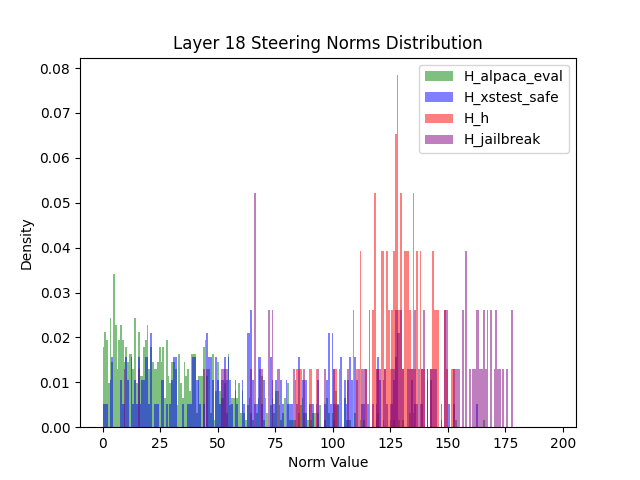 Layer 18 Steering Norms Distribution
H_alpaca_eval
H_xstest_safe
H_h
H_jailbreak
Density
0.08
0.07
0.06
0.05
0.04
0.03
0.02
0.01
0.00
0 25 50 75 100 125 150 175 200
Norm Value